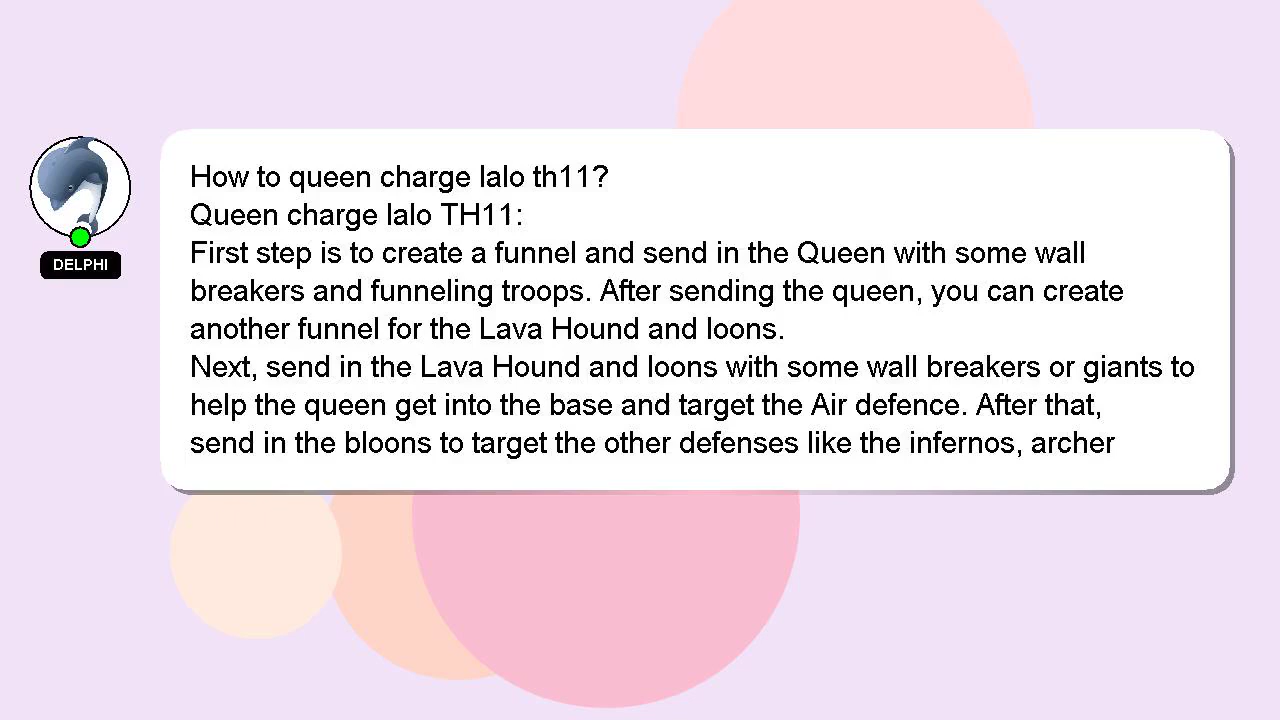 DELPHI
How to queen charge lalo th11?
Queen charge lalo TH11:
First step is to create a funnel and send in the Queen with some wall
breakers and funneling troops. After sending the queen, you can create
another funnel for the Lava Hound and loons.
Next, send in the Lava Hound and loons with some wall breakers or giants to
help the queen get into the base and target the Air defence. After that,
send in the bloons to target the other defenses like the infernos, archer